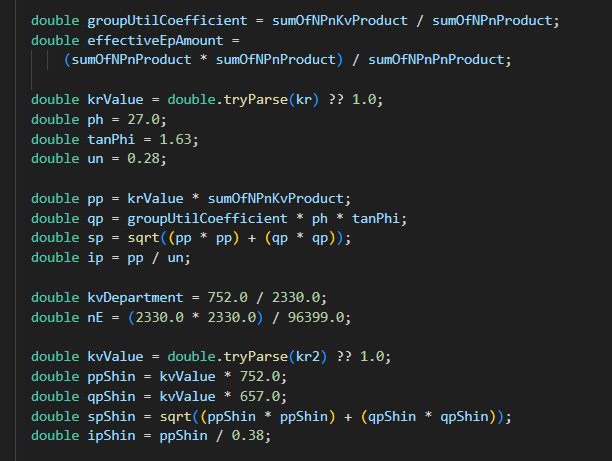 double groupUtilCoefficient = sumOfNPnKvProduct / sumOfNPnProduct;
double effectiveEpAmount =
(sumOfNPnProduct * sumOfNPnProduct) / sumOfNPnPnProduct;
double krValue = double.tryParse(kr) ?? 1.0;
double ph = 27.0;
double tanPhi = 1.63;
double un = 0.28;
double pp = krValue * sumOfNPnKvProduct;
double qp = groupUtilCoefficient * ph * tanPhi;
double sp = sqrt((pp * pp) + (qp * qp));
double ip = pp / un;
double kvDepartment = 752.0 / 2330.0;
double nE = (2330.0 * 2330.0) / 96399.0;
double kvValue = double.tryParse(kr2) ?? 1.0;
double ppShin = kvValue * 752.0;
double qpShin = kvValue * 657.0;
double spShin = sqrt((ppShin * ppShin) + (qpShin * qpShin));
double ipShin = ppShin / 0.38;